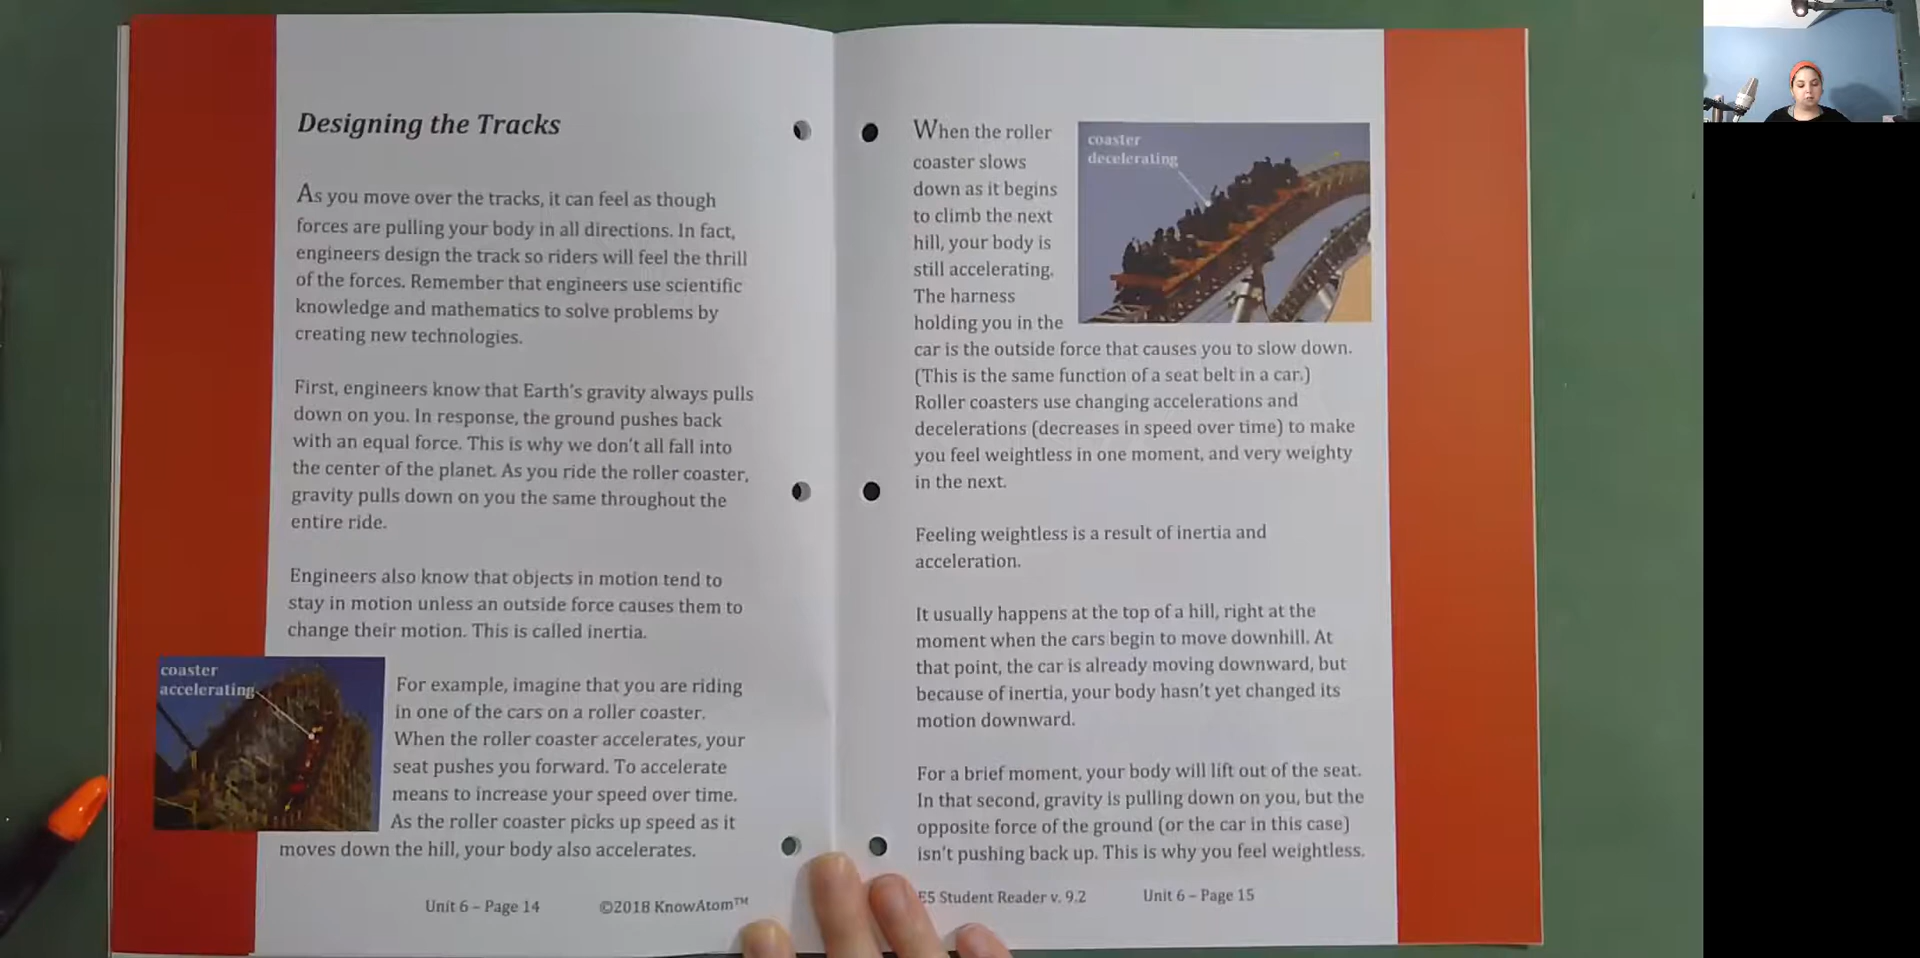 Designing the Tracks
As you move over the tracks, it can feel as though
forces are pulling your body in all directions. In fact,
engineers design the track so riders will feel the thrill
of the forces. Remember that engineers use scientific
knowledge and mathematics to solve problems by
creating new technologies.
First, engineers know that Earth's gravity always pulls
down on you. In response, the ground pushes back
with an equal force. This is why we don't all fall into
the center of the planet. As you ride the roller coaster,
gravity pulls down on you the same throughout the
entire ride.
Engineers also know that objects in motion tend to
stay in motion unless an outside force causes them to
change their motion. This is called inertia.
coaster
accelerating
For example, imagine that you are riding
in one of the cars on a roller coaster.
When the roller coaster accelerates, your
seat pushes you forward. To accelerate
means to increase your speed over time.
As the roller coaster picks up speed as it
moves down the hill, your body also accelerates.
Unit 6 – Page 14 ©2018 KnowAtom™
When the roller
coaster slows
down as it begins
to climb the next
hill, your body is
still accelerating.
The harness
holding you in the
coaster
decelerating
car is the outside force that causes you to slow down.
(This is the same function of a seat belt in a car.)
Roller coasters use changing accelerations and
decelerations (decreases in speed over time) to make
you feel weightless in one moment, and very weighty
in the next.
Feeling weightless is a result of inertia and
acceleration.
It usually happens at the top of a hill, right at the
moment when the cars begin to move downhill. At
that point, the car is already moving downward, but
because of inertia, your body hasn't yet changed its
motion downward.
For a brief moment, your body will lift out of the seat.
In that second, gravity is pulling down on you, but the
opposite force of the ground (or the car in this case)
isn't pushing back up. This is why you feel weightless.
E5 Student Reader v. 9.2 Unit 6 – Page 15